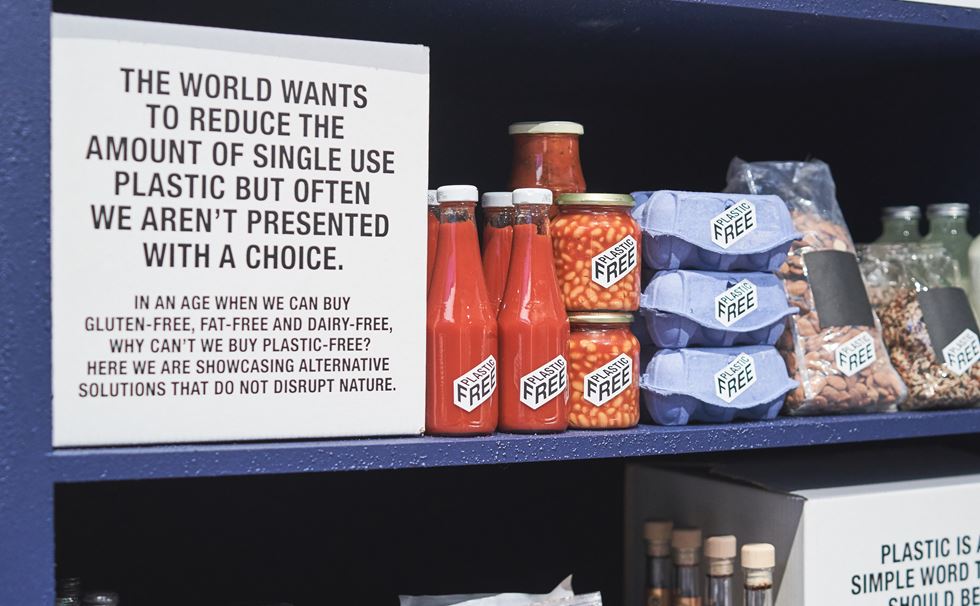 THE WORLD WANTS
TO REDUCE THE
AMOUNT OF SINGLE USE
PLASTIC BUT OFTEN
WE AREN'T PRESENTED
WITH A CHOICE.
IN AN AGE WHEN WE CAN BUY
GLUTEN-FREE, FAT-FREE AND DAIRY-FREE,
WHY CAN'T WE BUY PLASTIC-FREE?
HERE WE ARE SHOWCASING ALTERNATIVE
SOLUTIONS THAT DO NOT DISRUPT NATURE.
PLASTIC
FREE
PLASTIC
FREE
PLASTIC
FREE
PLASTIC
FREE
PLASTIC
FREE
PLASTIC
FREE
PLASTIC
FREE
PLASTIC
FREE
PLASTIC
FREE
PLASTIC IS
SIMPLE WORD
SHOULD BE